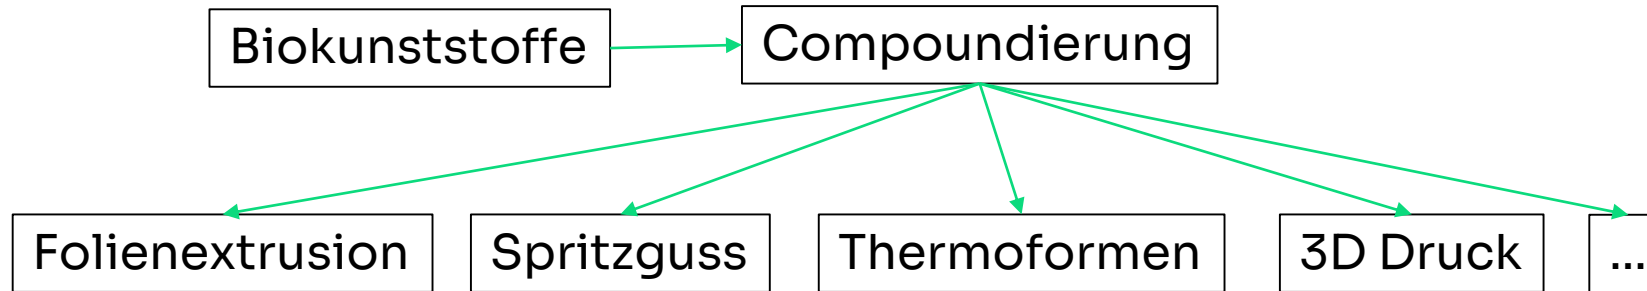 Biokunststoffe
Compoundierung
Folienextrusion
Spritzguss
Thermoformen
3D Druck
...